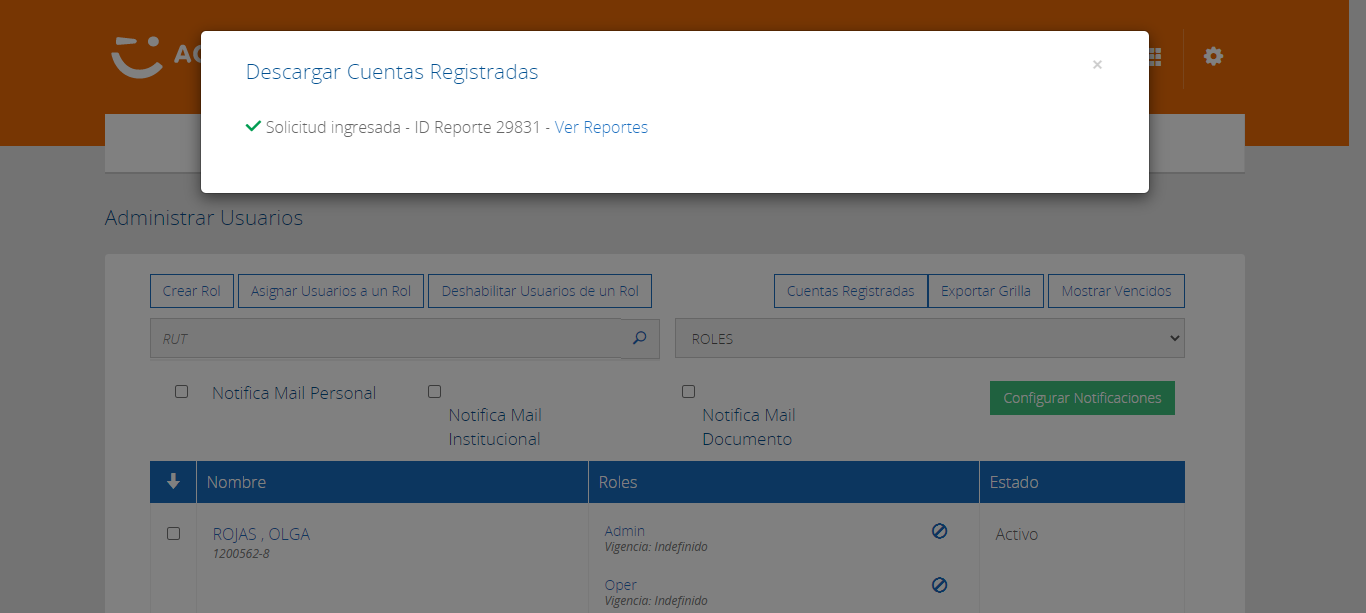 Descargar Cuentas Registradas
×
Solicitud ingresada - ID Reporte 29831 - Ver Reportes
Administrar Usuarios
Crear Rol
Asignar Usuarios a un Rol
Deshabilitar Usuarios de un Rol
Cuentas Registradas
Exportar Grilla
Mostrar Vencidos
RUT
ROLES
Notifica Mail Personal
Notifica Mail
Institucional
Notifica Mail
Documento
Configurar Notificaciones
Nombre
Roles
Estado
ROJAS , OLGA
1200562-8
Admin
Vigencia: Indefinido
Activo
Oper
Vigencia: Indefinido